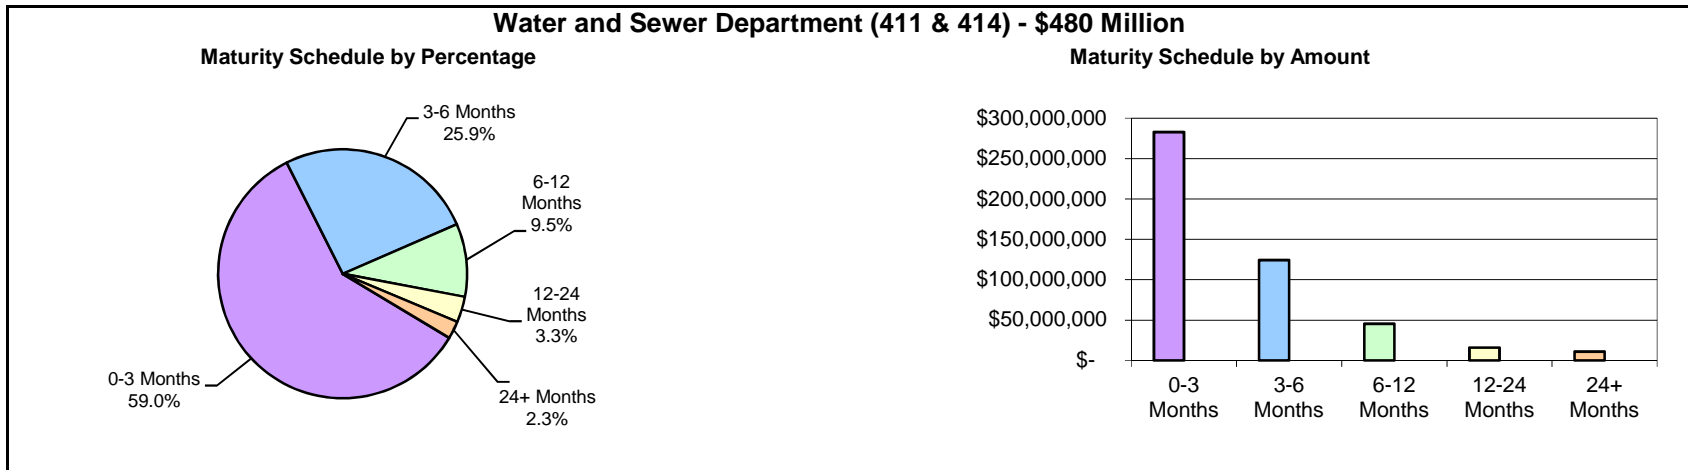 Water and Sewer Department (411 & 414) - $480 Million
Maturity Schedule by Percentage
3-6 Months
25.9%
6-12
Months
9.5%
12-24
Months
3.3%
24+ Months
2.3%
0-3 Months
59.0%
Maturity Schedule by Amount
$300,000,000
$250,000,000
$200,000,000
$150,000,000
$100,000,000
$50,000,000
$-
0-3
Months
3-6
Months
6-12
Months
12-24
Months
24+
Months